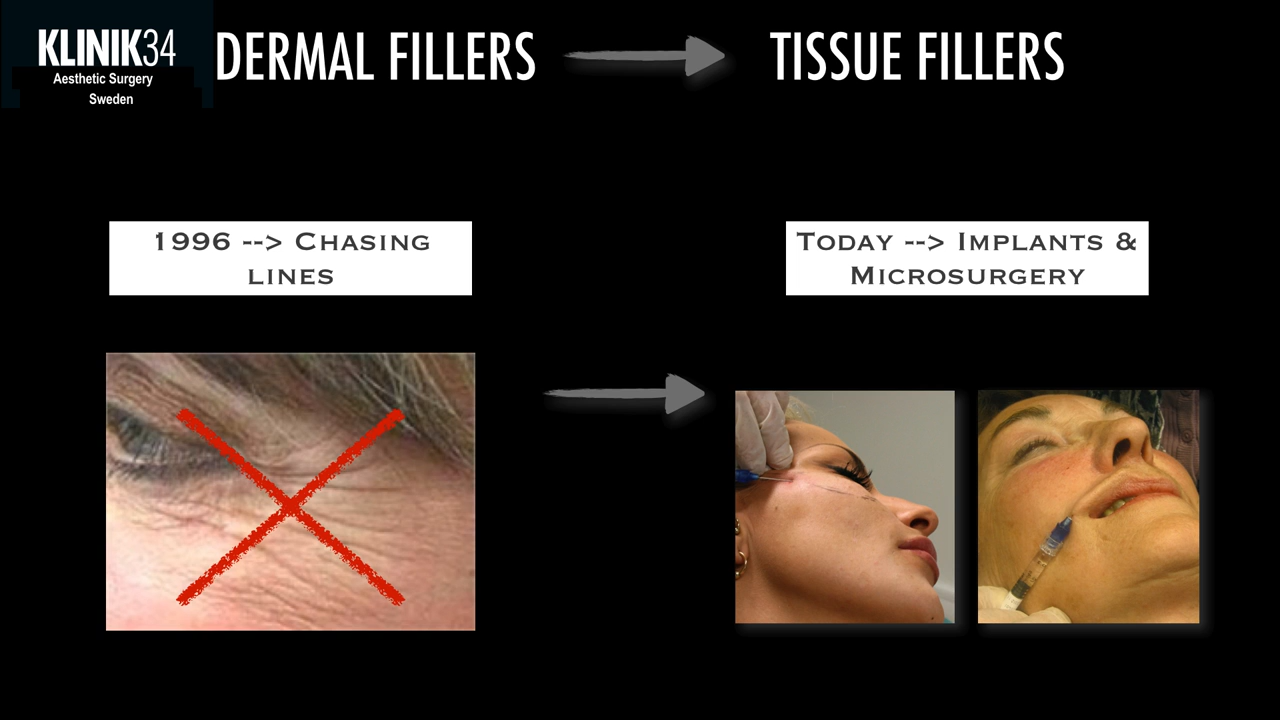 KLINIK34
Aesthetic Surgery
Sweden
DERMAL FILLERS
TISSUE FILLERS
1996 --> Chasing
lines
Today --> Implants &
Microsurgery